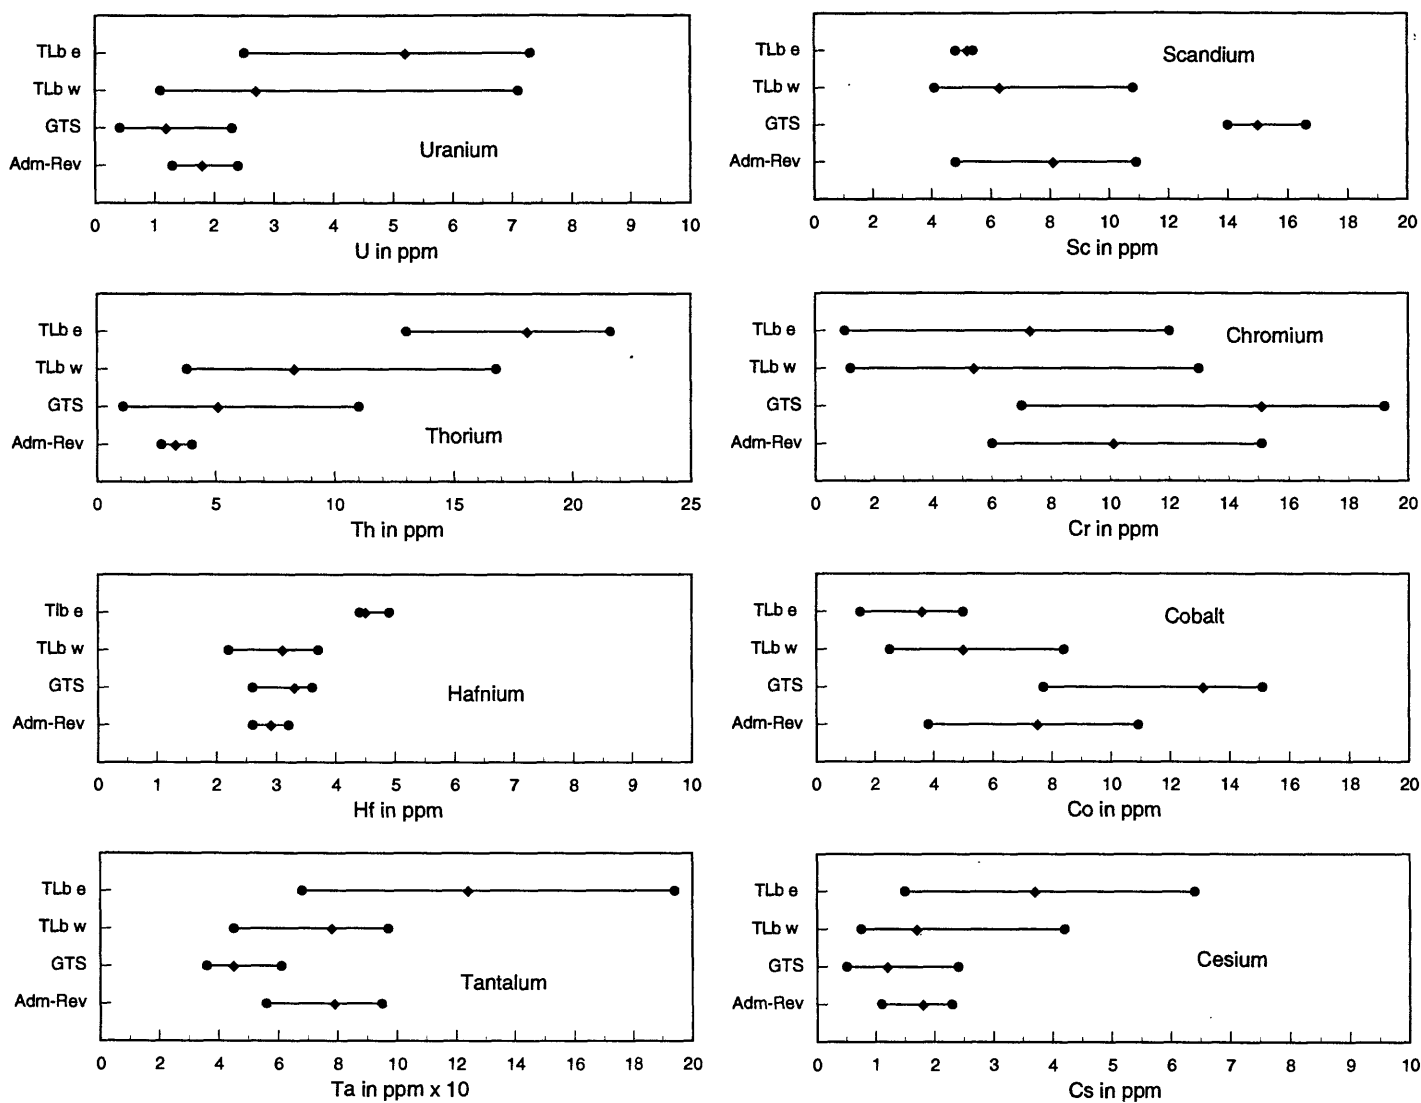 TLb e
TLb w
GTS
Adm-Rev
Uranium
0 1 2 3 4 5 6 7 8 9 10
U in ppm
TLb e
TLb w
GTS
Adm-Rev
Scandium
0 2 4 6 8 10 12 14 16 18 20
Sc in ppm
TLb e
TLb w
GTS
Adm-Rev
Thorium
0 5 10 15 20 25
Th in ppm
TLb e
TLb w
GTS
Adm-Rev
Chromium
0 2 4 6 8 10 12 14 16 18 20
Cr in ppm
Tlb e
TLb w
GTS
Adm-Rev
Hafnium
0 1 2 3 4 5 6 7 8 9 10
Hf in ppm
TLb e
TLb w
GTS
Adm-Rev
Cobalt
0 2 4 6 8 10 12 14 16 18 20
Co in ppm
TLb e
TLb w
GTS
Adm-Rev
Tantalum
0 2 4 6 8 10 12 14 16 18 20
Ta in ppm x 10
TLb e
TLb w
GTS
Adm-Rev
Cesium
0 1 2 3 4 5 6 7 8 9 10
Cs in ppm